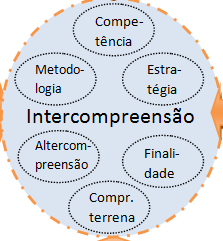 Compe-
tência
Metodo-
logia
Estra-
tégia
Intercompreensão
Altercom-
preensão
Finali-
dade
Compr.
terrena